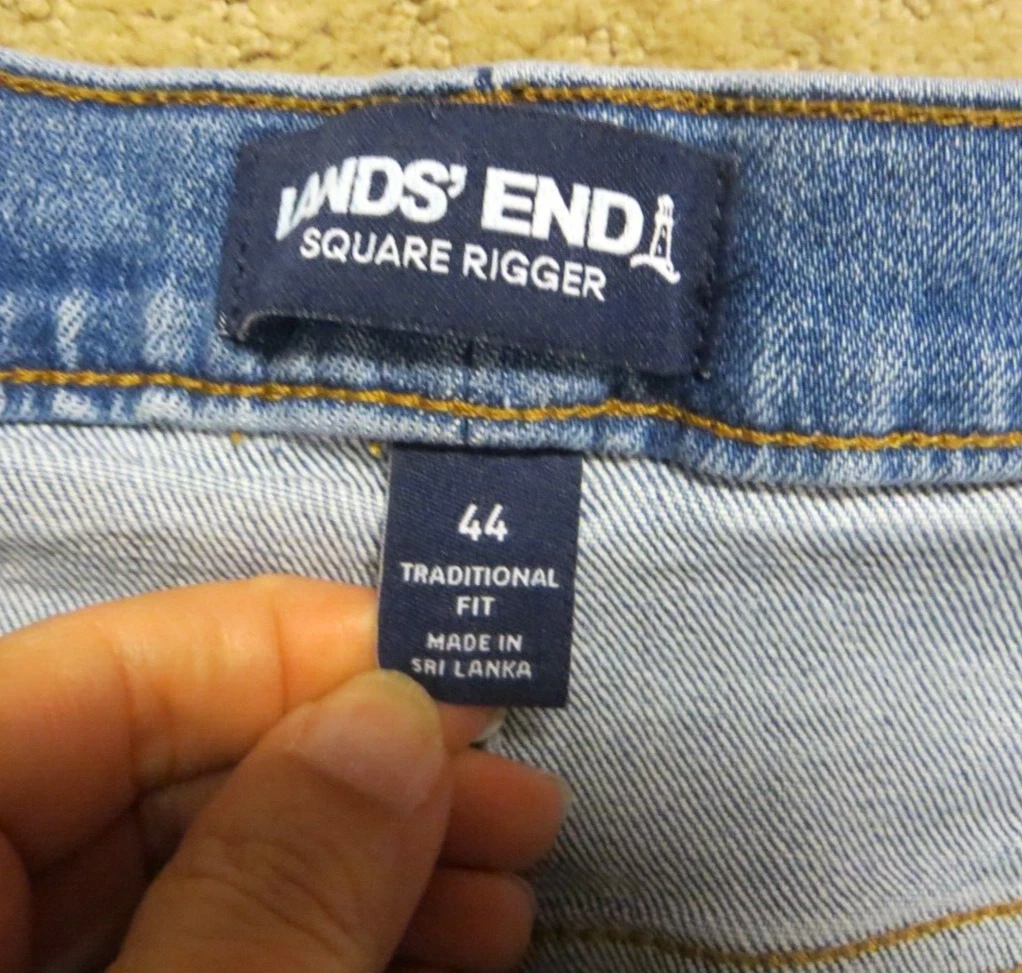 LANDS' END
SQUARE RIGGER
44
TRADITIONAL
FIT
MADE IN
SRI LANKA